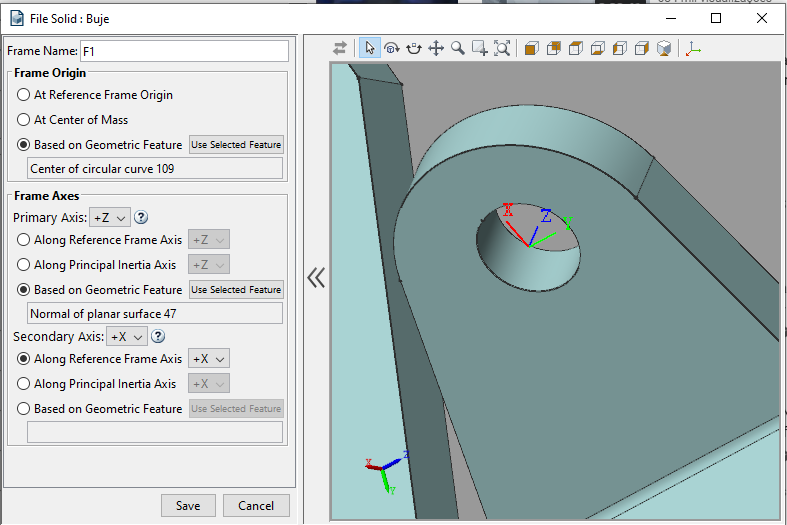 File Solid : Buje
Frame Name: F1
Frame Origin
At Reference Frame Origin
At Center of Mass
Based on Geometric Feature Use Selected Feature
Center of circular curve 109
Frame Axes
Primary Axis: +Z ?
Along Reference Frame Axis +Z
Along Principal Inertia Axis +Z
Based on Geometric Feature Use Selected Feature
Normal of planar surface 47
Secondary Axis: +X ?
Along Reference Frame Axis +X
Along Principal Inertia Axis +X
Based on Geometric Feature Use Selected Feature
Save Cancel
X Z Y
X Z
Y